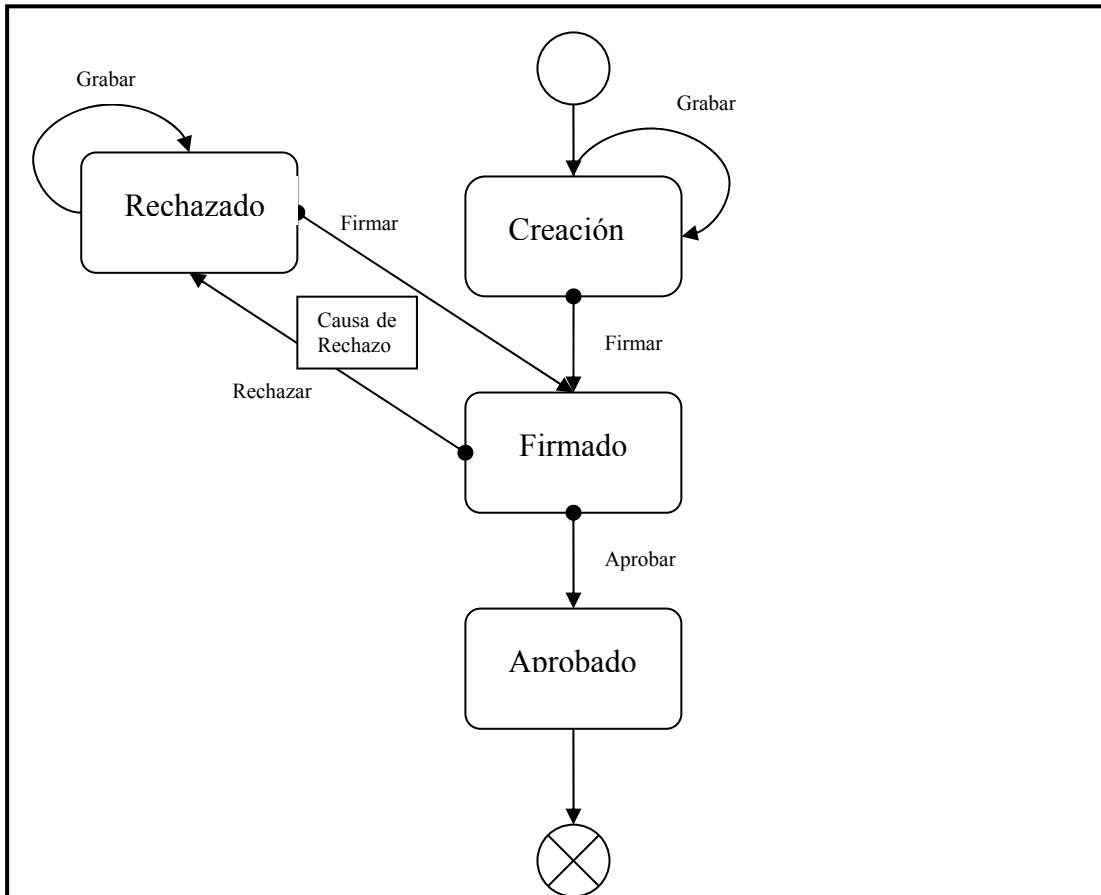 Grabar
Grabar
Rechazado
Firmar
Creación
Causa de
Rechazo
Firmar
Rechazar
Firmado
Aprobar
Aprobado